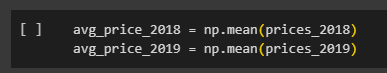 [ ] avg_price_2018 = np.mean(prices_2018)
avg_price_2019 = np.mean(prices_2019)